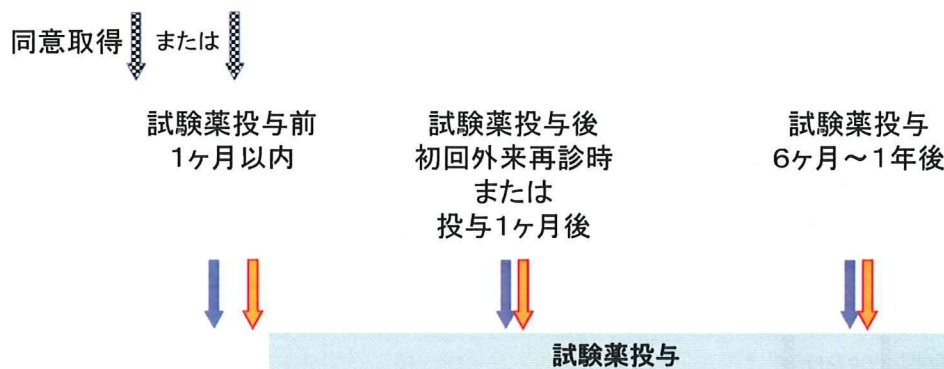 同意取得 または
試験薬投与前
1ヶ月以内
試験薬投与後
初回外来再診時
または
投与1ヶ月後
試験薬投与
6ヶ月～1年後
試験薬投与